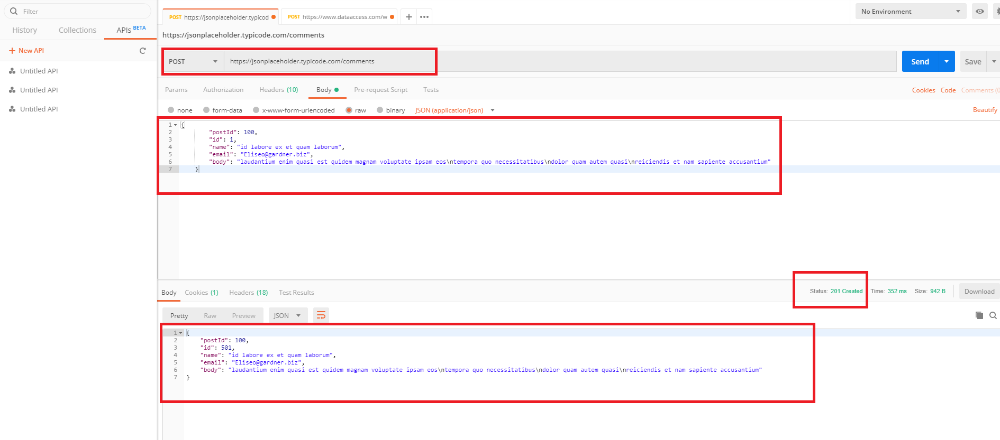 Filter
History Collections APIs BETA
+ New API
Untitled API
Untitled API
Untitled API
POST https://jsonplaceholder.typicod
POST https://www.dataaccess.com/w
+ •••
No Environment
https://jsonplaceholder.typicode.com/comments
POST https://jsonplaceholder.typicode.com/comments
Send Save
Params Authorization Headers (10) Body Pre-request Script Tests
Cookies Code Comments (0
none form-data x-www-form-urlencoded raw binary JSON (application/json)
Beautify
1 {
2 "postId": 100,
3 "id": 1,
4 "name": "id labore ex et quam laborum",
5 "email": "Eliseo@gardner.biz",
6 "body": "laudantium enim quasi est quidem magnam voluptate ipsam eos\ntempora quo necessitatibus\ndolor quam autem quasi\nreiciendis et nam sapiente accusantium"
7 }
Body Cookies (1) Headers (18) Test Results
Status: 201 Created Time: 352 ms Size: 942 B Download
Pretty Raw Preview JSON
1 {
2 "postId": 100,
3 "id": 501,
4 "name": "id labore ex et quam laborum",
5 "email": "Eliseo@gardner.biz",
6 "body": "laudantium enim quasi est quidem magnam voluptate ipsam eos\ntempora quo necessitatibus\ndolor quam autem quasi\nreiciendis et nam sapiente accusantium"
7 }